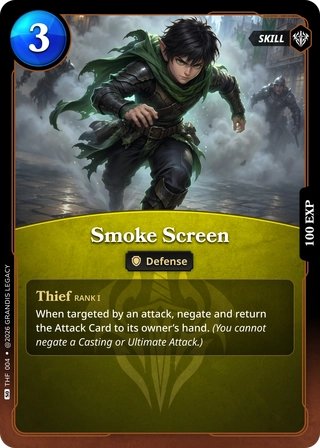 3
SKILL
Smoke Screen
Defense
Thief RANK I
When targeted by an attack, negate and return
the Attack Card to its owner's hand. (You cannot
negate a Casting or Ultimate Attack.)
100 EXP
THF 004 • @2026 GRANDIS LEGACY